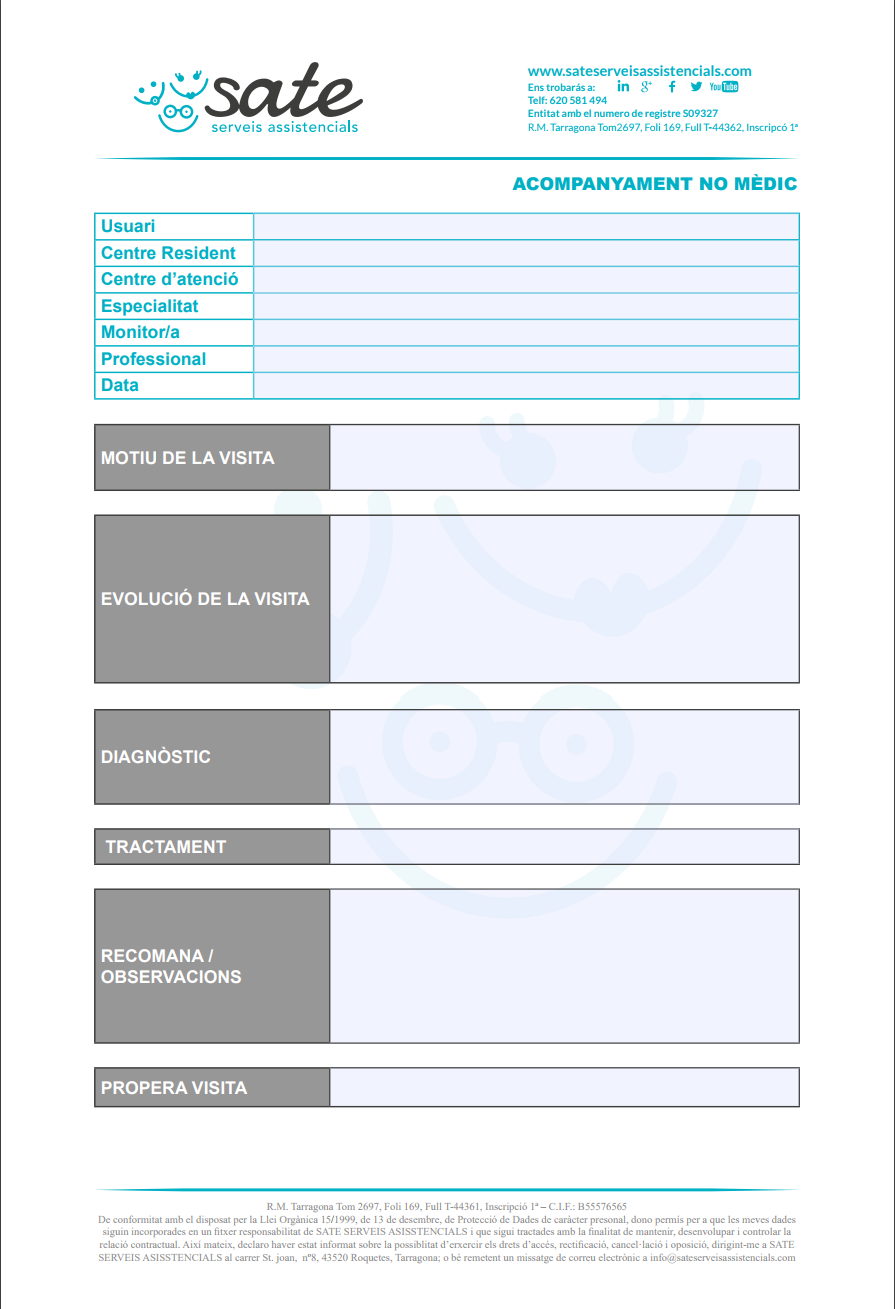 sate
serveis assistencials
www.sateserveisassistencials.com
Ens trobarás a: in g+ f You Tube
Telf: 620 581 494
Entitat amb el numero de registre S09327
R.M. Tarragona Tom2697, Foli 169, Full T-44362, Inscripcó 1ª
ACOMPANYAMENT NO MÈDIC
Usuari
Centre Resident
Centre d’atenció
Especialitat
Monitor/a
Professional
Data
MOTIU DE LA VISITA
EVOLUCIÓ DE LA VISITA
DIAGNÒSTIC
TRACTAMENT
RECOMANA /
OBSERVACIONS
PROPERA VISITA
R.M. Tarragona Tom 2697, Foli 169, Full T-44361, Inscripció 1ª – C.I.F.: B55576565
De conformitat amb el disposat per la Llei Orgànica 15/1999, de 13 de desembre, de Protecció de Dades de caràcter presonal, dono permís per a que les meves dades
siguin incorporades en un fitxer responsabilitat de SATE SERVEIS ASISSTENCIALS i que sigui tractades amb la finalitat de mantenir, desenvolupar i controlar la
relació contractual. Així mateix, declaro haver estat informat sobre la possiblitat d’erxercir els drets d’accés, rectificació, cancel·lació i oposició, dirigint-me a SATE
SERVEIS ASISSTENCIALS al carrer St. joan, nº8, 43520 Roquetes, Tarragona; o bé remetent un missatge de correu electrònic a info@sateserveisassistencials.com